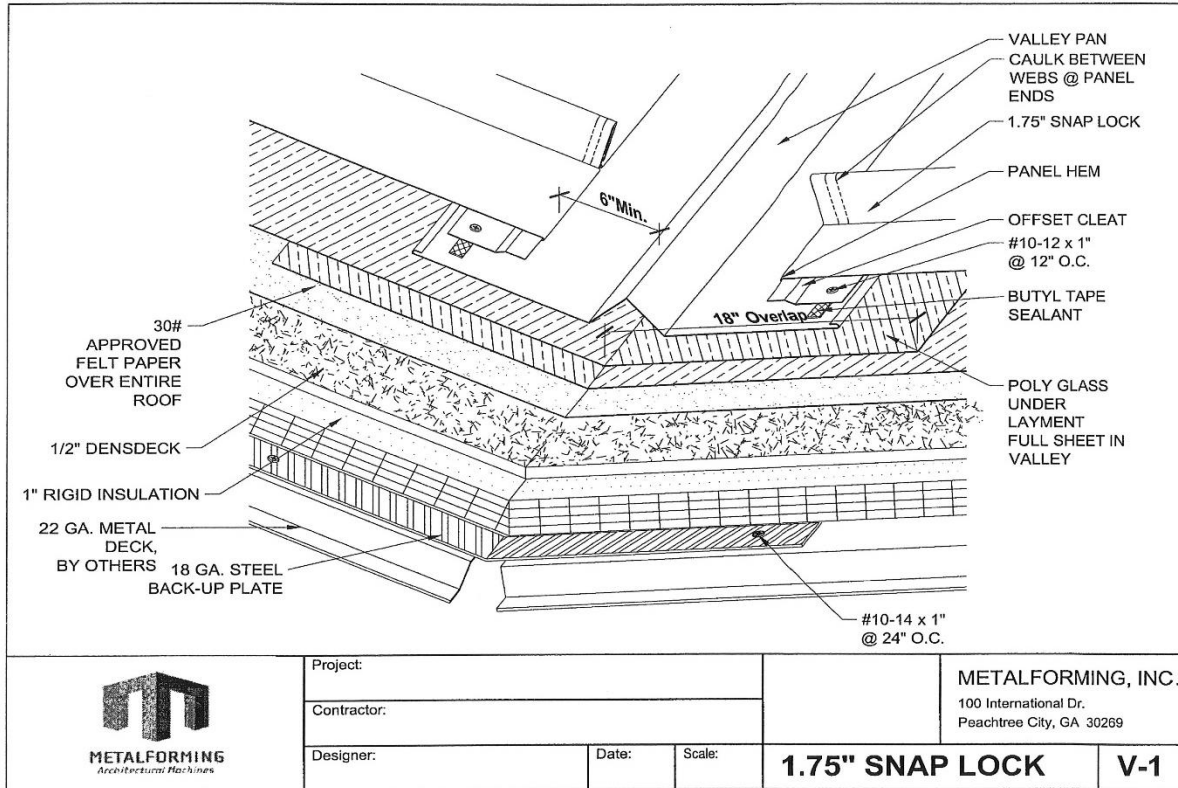 VALLEY PAN
CAULK BETWEEN
WEBS @ PANEL
ENDS
1.75" SNAP LOCK
PANEL HEM
OFFSET CLEAT
#10-12 x 1"
@ 12" O.C.
BUTYL TAPE
SEALANT
POLY GLASS
UNDER
LAYMENT
FULL SHEET IN
VALLEY
6"Min.
18" Overlap
30#
APPROVED
FELT PAPER
OVER ENTIRE
ROOF
1/2" DENSDECK
1" RIGID INSULATION
22 GA. METAL
DECK,
BY OTHERS
18 GA. STEEL
BACK-UP PLATE
#10-14 x 1"
@ 24" O.C.
METALFORMING
Architectural Machines
Project:
Contractor:
Designer:
Date:
Scale:
METALFORMING, INC.
100 International Dr.
Peachtree City, GA 30269
1.75" SNAP LOCK
V-1